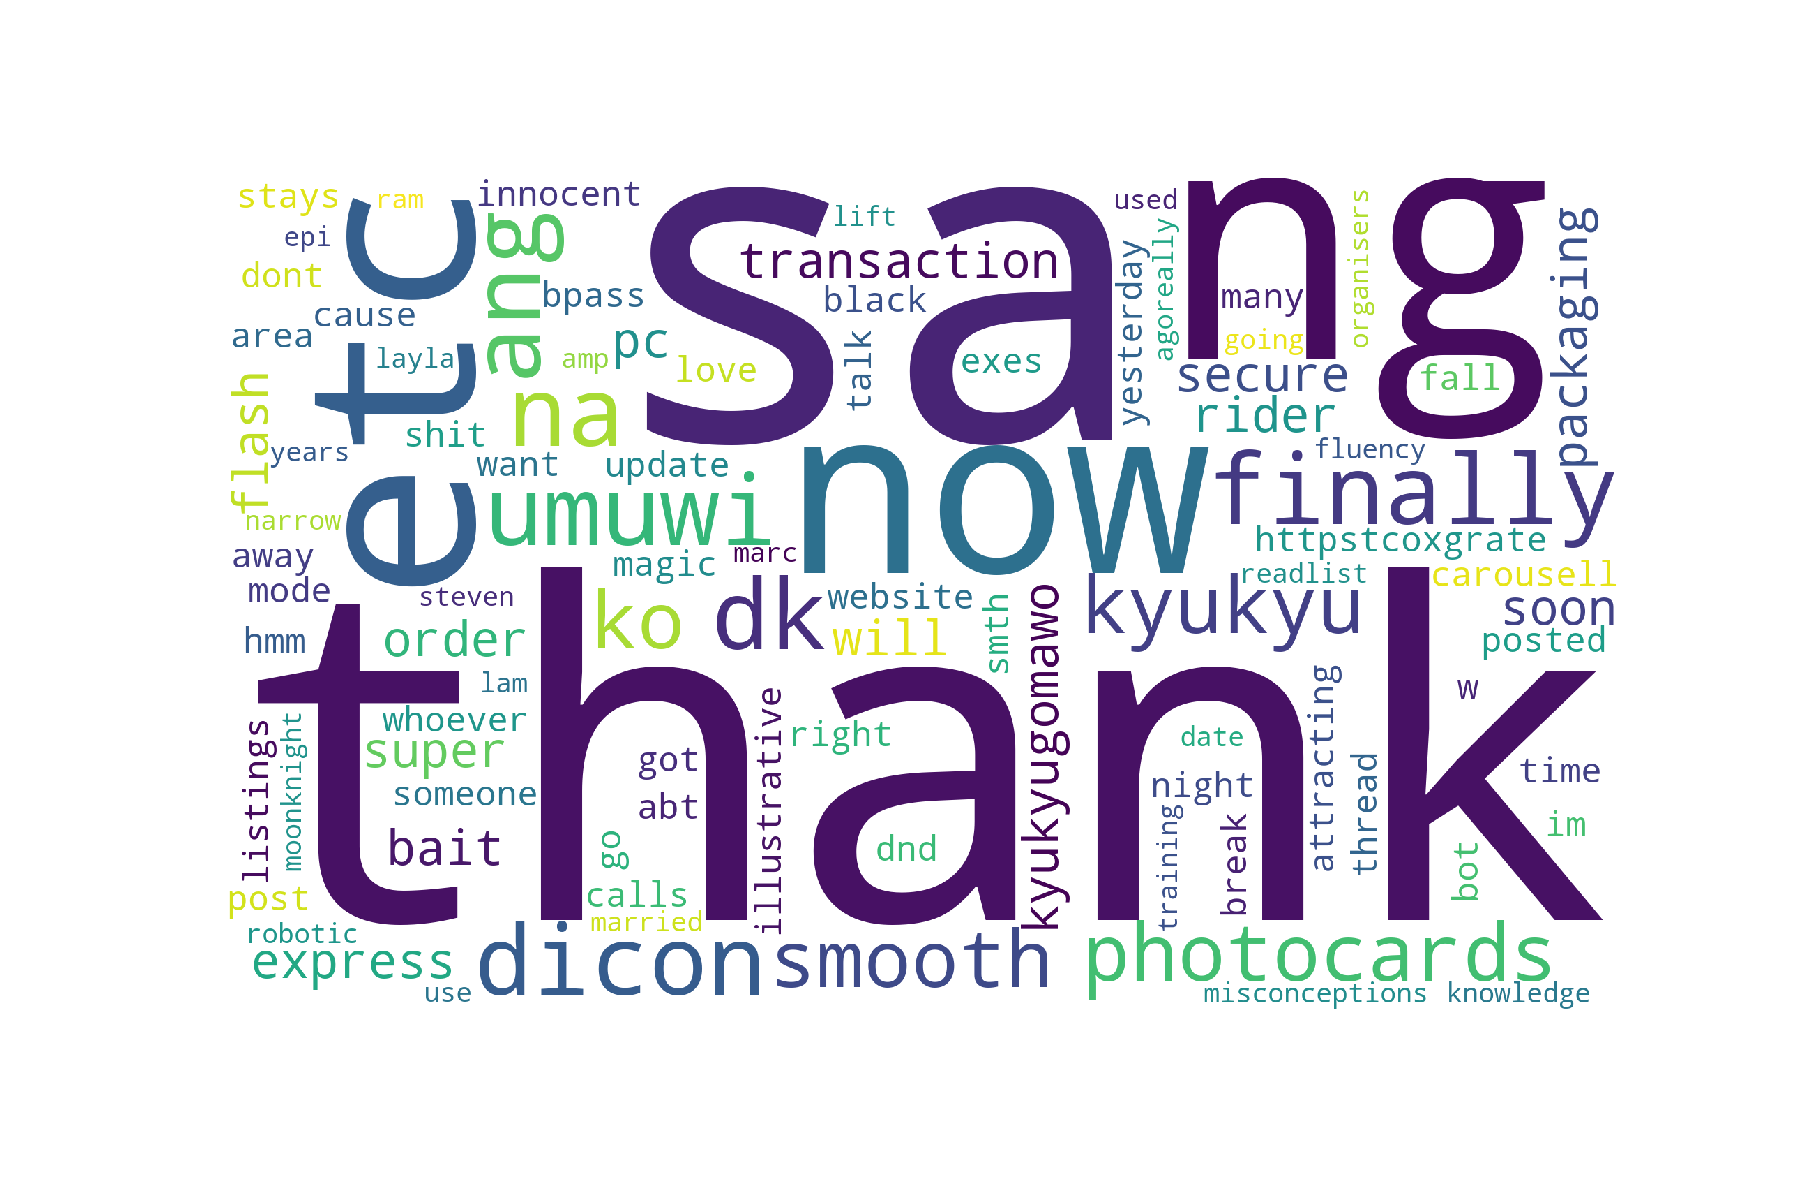 stays
ram
innocent
sa
lift
used
ng
organisers
epi
etc
ang
transaction
yesterday
agoreally
packaging
dont
bpass
black
many
cause
area
pc
talk
going
layla
amp
love
exes
secure
fall
flash
na
rider
shit
years
want
update
now
fluency
finally
narrow
umuwi
away
magic
marc
httpstcoxgrate
mode
steven
ko
dk
website
readlist
carousell
kyukyu
soon
hmm
order
will
smth
kyukyugomawo
posted
thank
lam
w
listings
moonknight
whoever
super
got
illustrative
right
date
attracting
thread
time
someone
abt
night
bait
go
dnd
training
break
bot
im
post
calls
married
robotic
express
dicon
smooth
photocards
use
misconceptions
knowledge